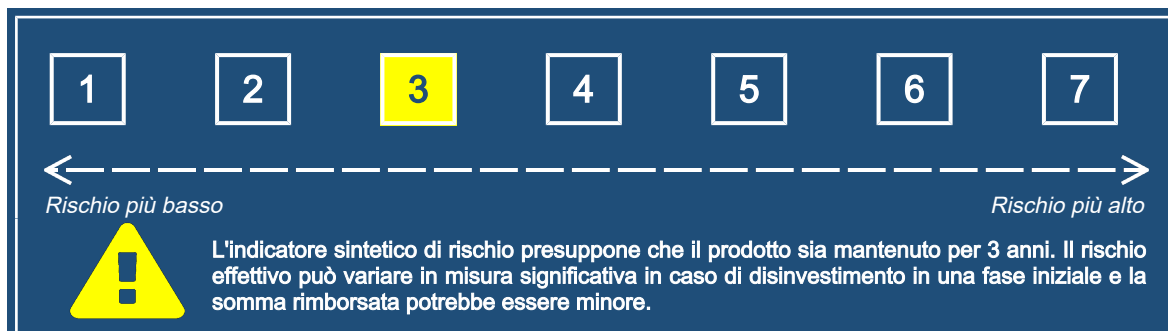 1 2 3 4 5 6 7
Rischio più basso Rischio più alto
L'indicatore sintetico di rischio presuppone che il prodotto sia mantenuto per 3 anni. Il rischio
effettivo può variare in misura significativa in caso di disinvestimento in una fase iniziale e la
somma rimborsata potrebbe essere minore.